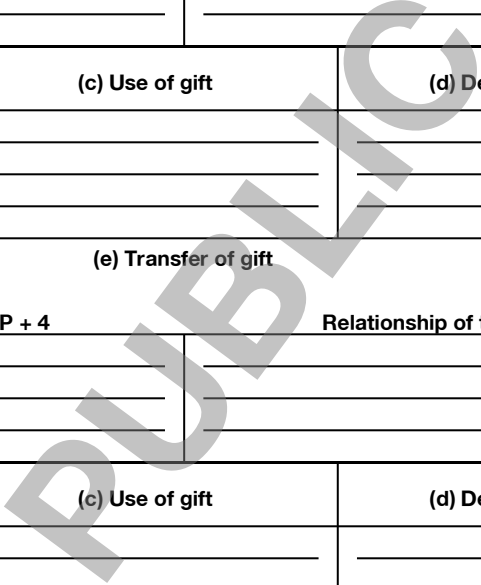 (c) Use of gift (d) De
(e) Transfer of gift
P + 4 Relationship of t
(c) Use of gift (d) De
PUBLIC